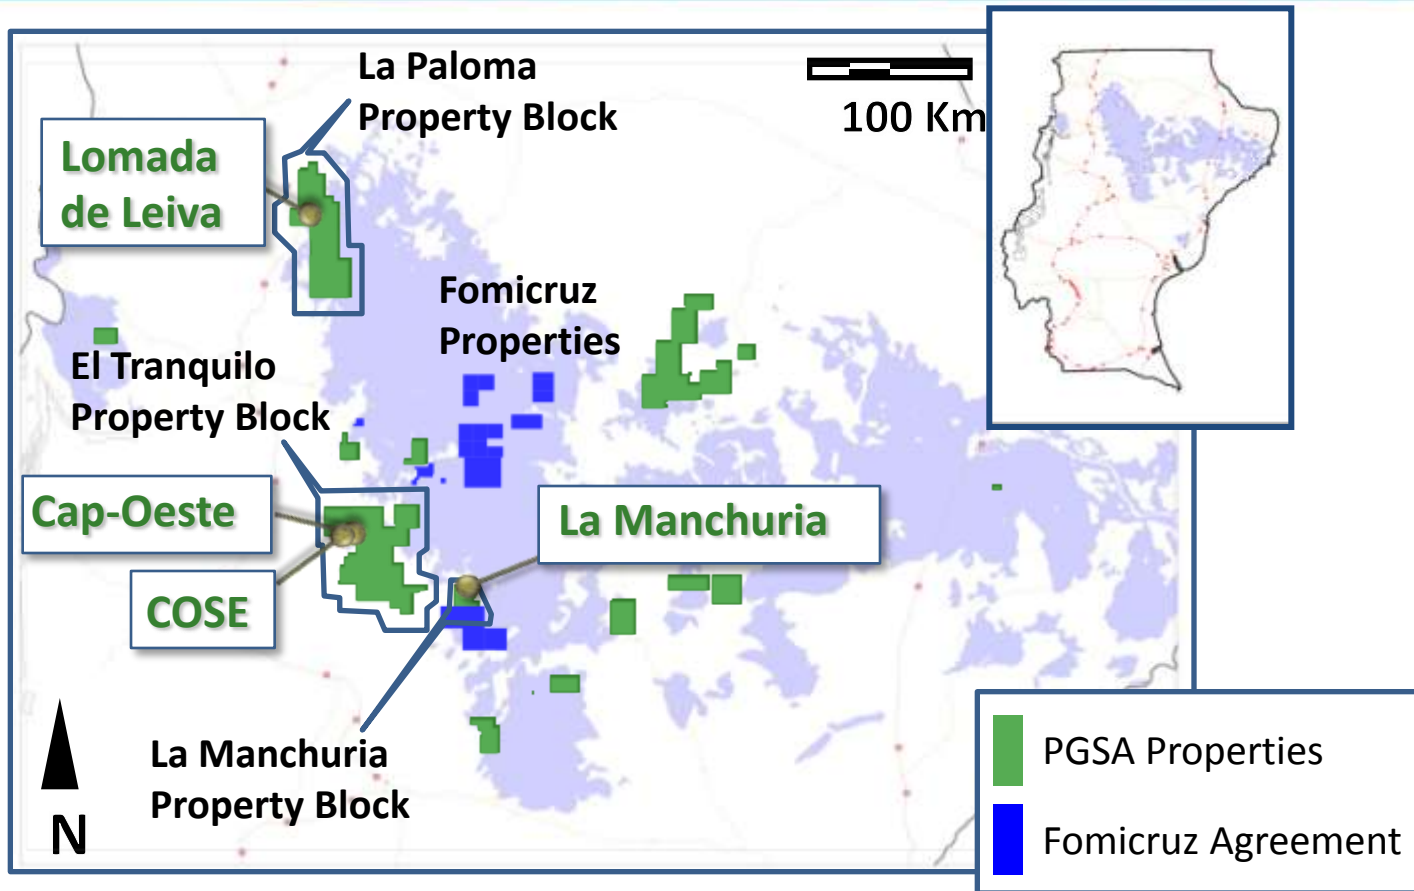 La Paloma
Property Block
100 Km
Lomada
de Leiva
Fomicruz
Properties
El Tranquilo
Property Block
Cap-Oeste
La Manchuria
COSE
La Manchuria
Property Block
N
PGSA Properties
Fomicruz Agreement